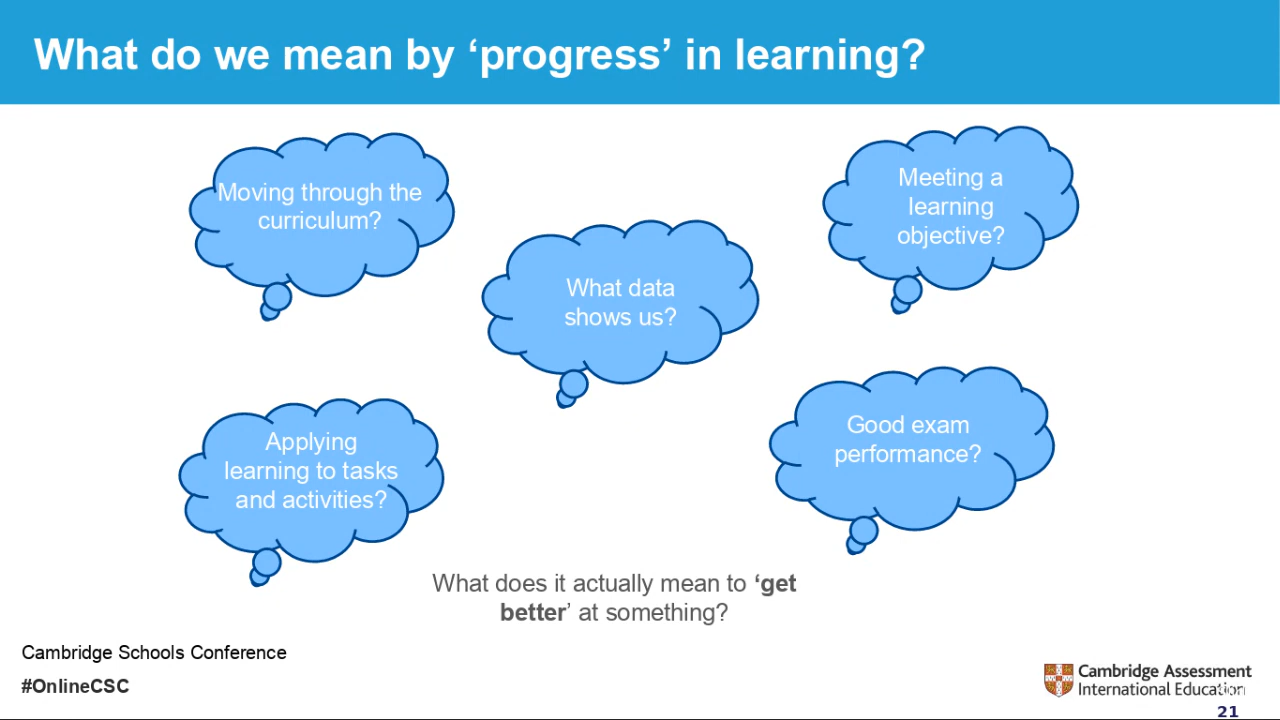 What do we mean by ‘progress’ in learning?
Moving through the
curriculum?
Meeting a
learning
objective?
What data
shows us?
Applying
learning to tasks
and activities?
Good exam
performance?
What does it actually mean to ‘get
better’ at something?
Cambridge Schools Conference
#OnlineCSC
Cambridge Assessment
International Education
21